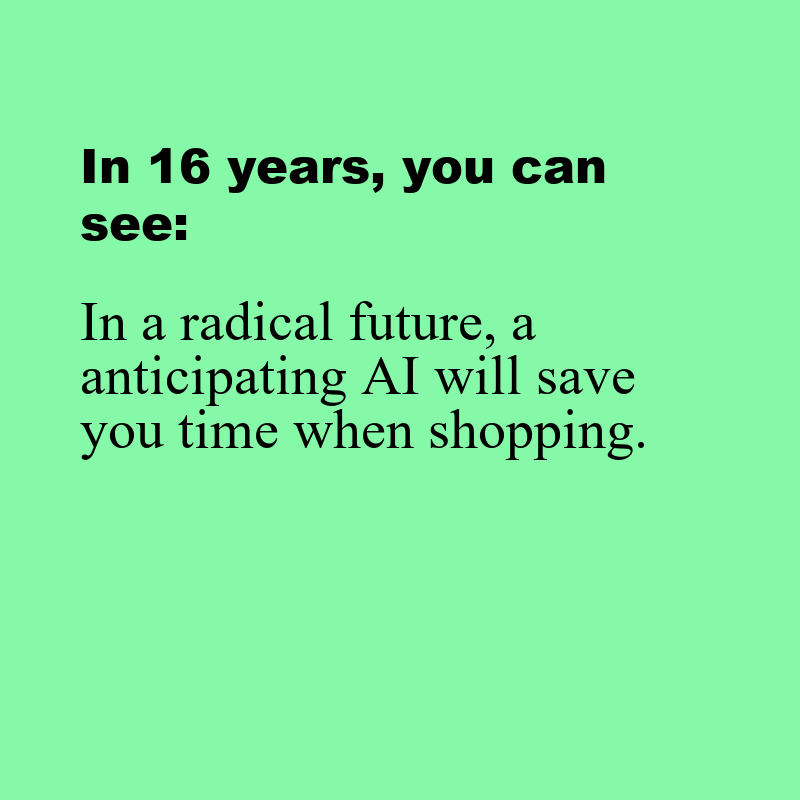 In 16 years, you can
see:
In a radical future, a
anticipating AI will save
you time when shopping.